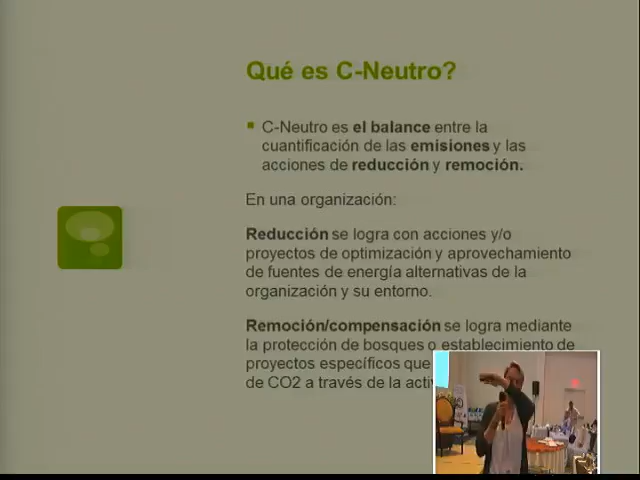 Qué es C-Neutro?
C-Neutro es el balance entre la
cuantificación de las emisiones y las
acciones de reducción y remoción.
En una organización:
Reducción se logra con acciones y/o
proyectos de optimización y aprovechamiento
de fuentes de energía alternativas de la
organización y su entorno.
Remoción/compensación se logra mediante
la protección de bosques o establecimiento de
proyectos específicos que
de CO2 a través de la